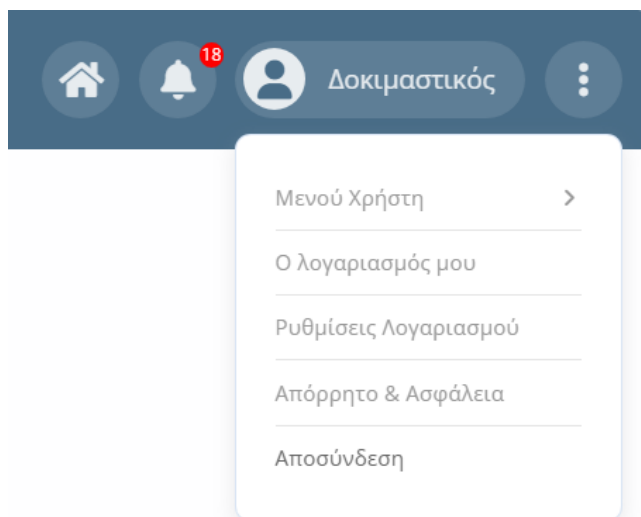 18
Δοκιμαστικός
Μενού Χρήστη
Ο λογαριασμός μου
Ρυθμίσεις Λογαριασμού
Απόρρητο & Ασφάλεια
Αποσύνδεση